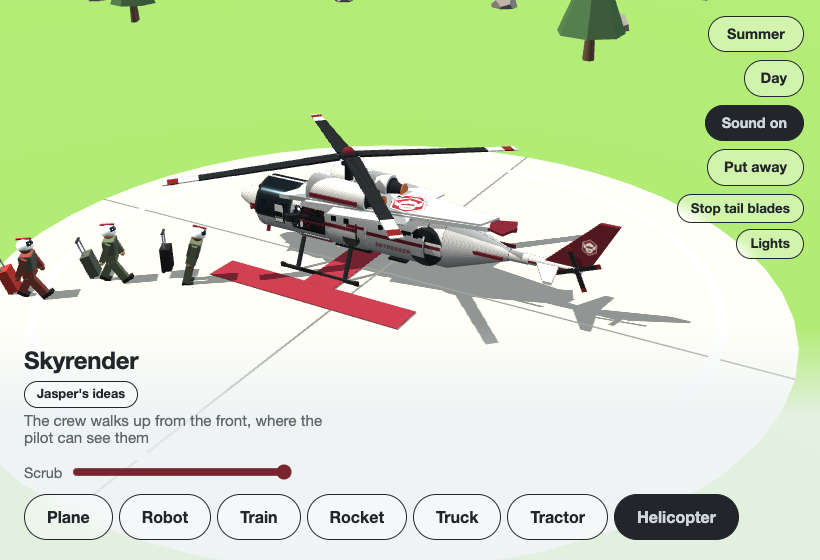 Summer
Day
Sound on
Put away
Stop tail blades
Lights
SKYRENDER
Skyrender
Jasper's ideas
The crew walks up from the front, where the
pilot can see them
Scrub
Plane
Robot
Train
Rocket
Truck
Tractor
Helicopter